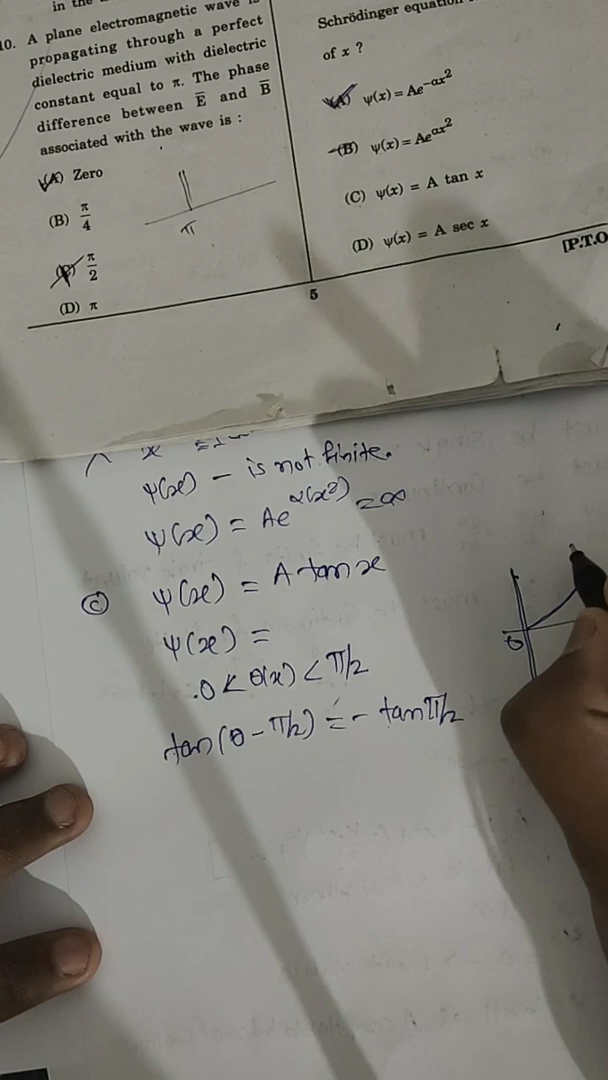 in the
10. A plane electromagnetic wave is
propagating through a perfect
dielectric medium with dielectric
constant equal to π. The phase
difference between E̅ and B̅
associated with the wave is :
(A) Zero
(B) π/4
(C) π/2
(D) π
π
Schrödinger equation
of x ?
(A) ψ(x) = Ae^{-αx²}
(B) ψ(x) = Ae^{αx²}
(C) ψ(x) = A tan x
(D) ψ(x) = A sec x
[P.T.O
5
ψ(x) – is not finite.
ψ(x) = Ae^{α(x²)} = ∞
(c) ψ(x) = A tan x
ψ(x) =
.0 < θ(x) < π/2
tan(θ - π/2) = - tan π/2
0